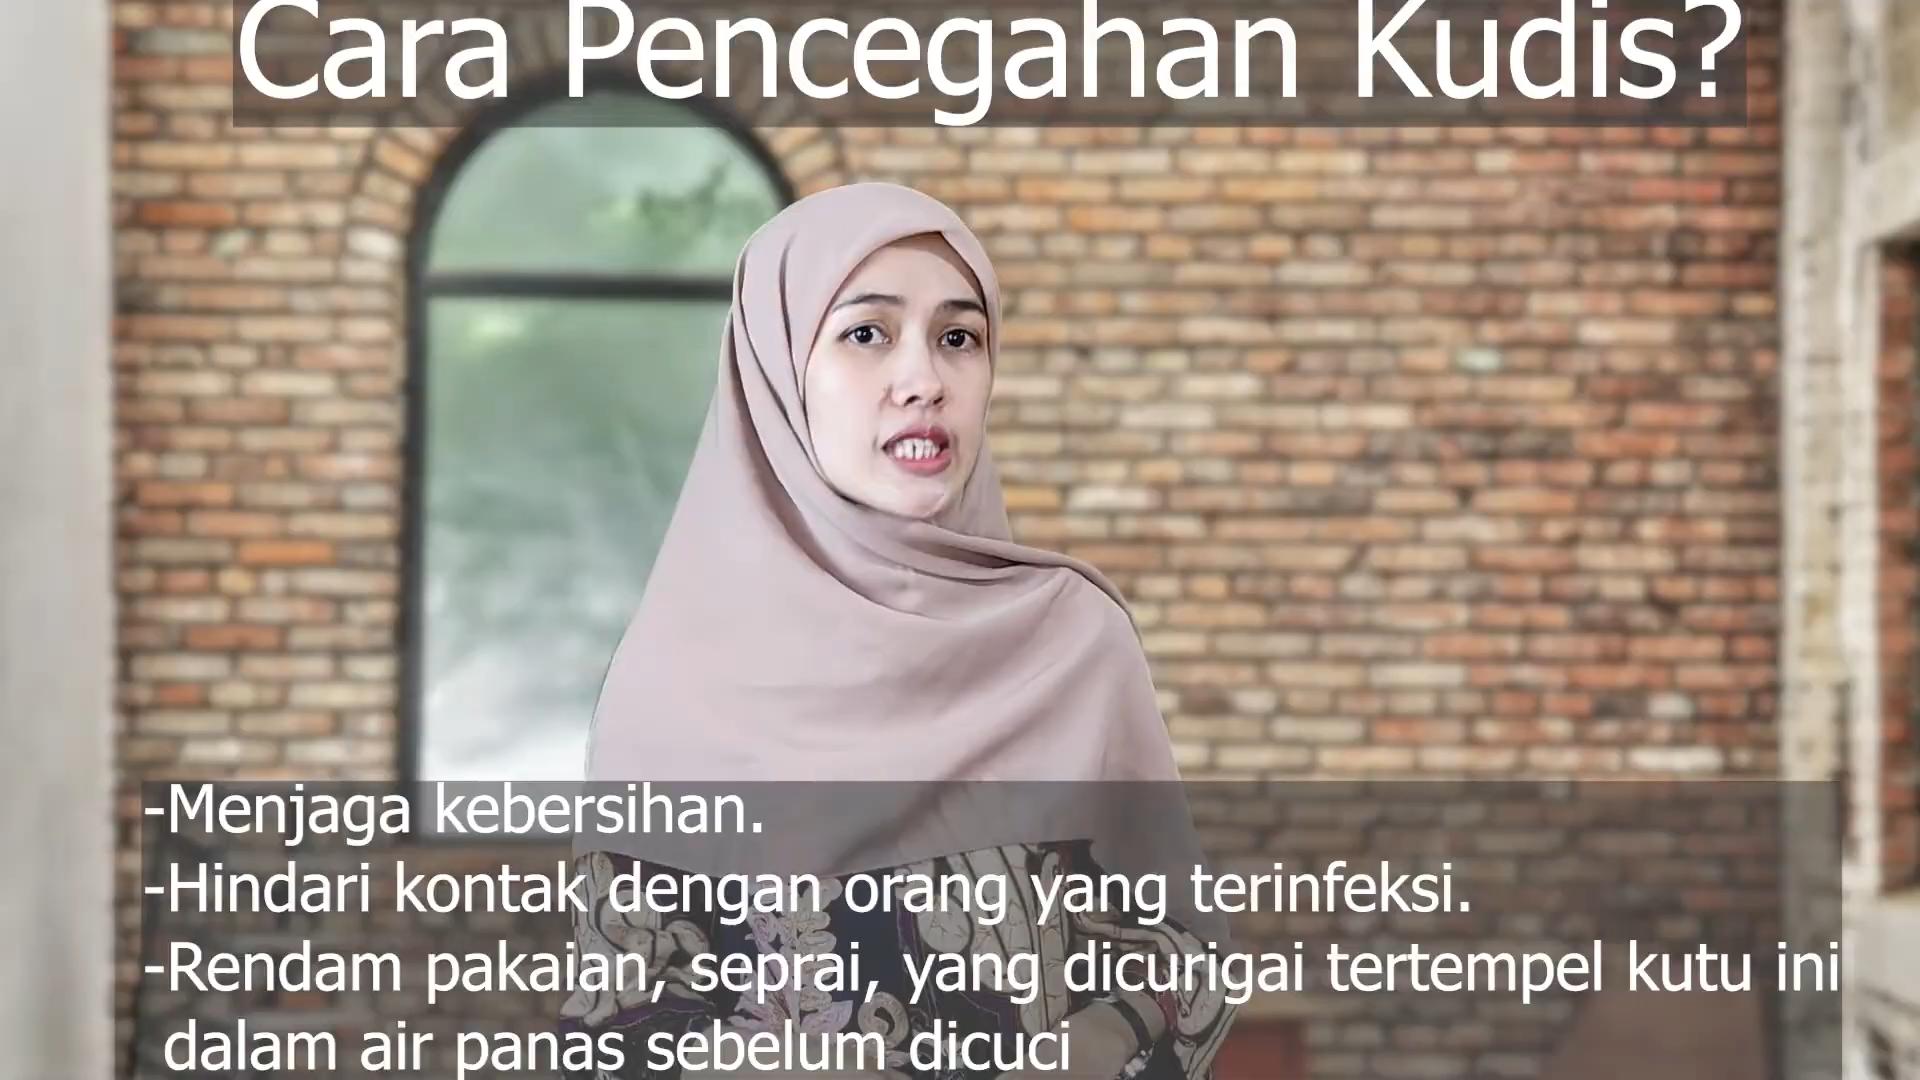 Cara Pencegahan Kudis?
-Menjaga kebersihan.
-Hindari kontak dengan orang yang terinfeksi.
-Rendam pakaian, seprai, yang dicurigai tertempel kutu ini
dalam air panas sebelum dicuci